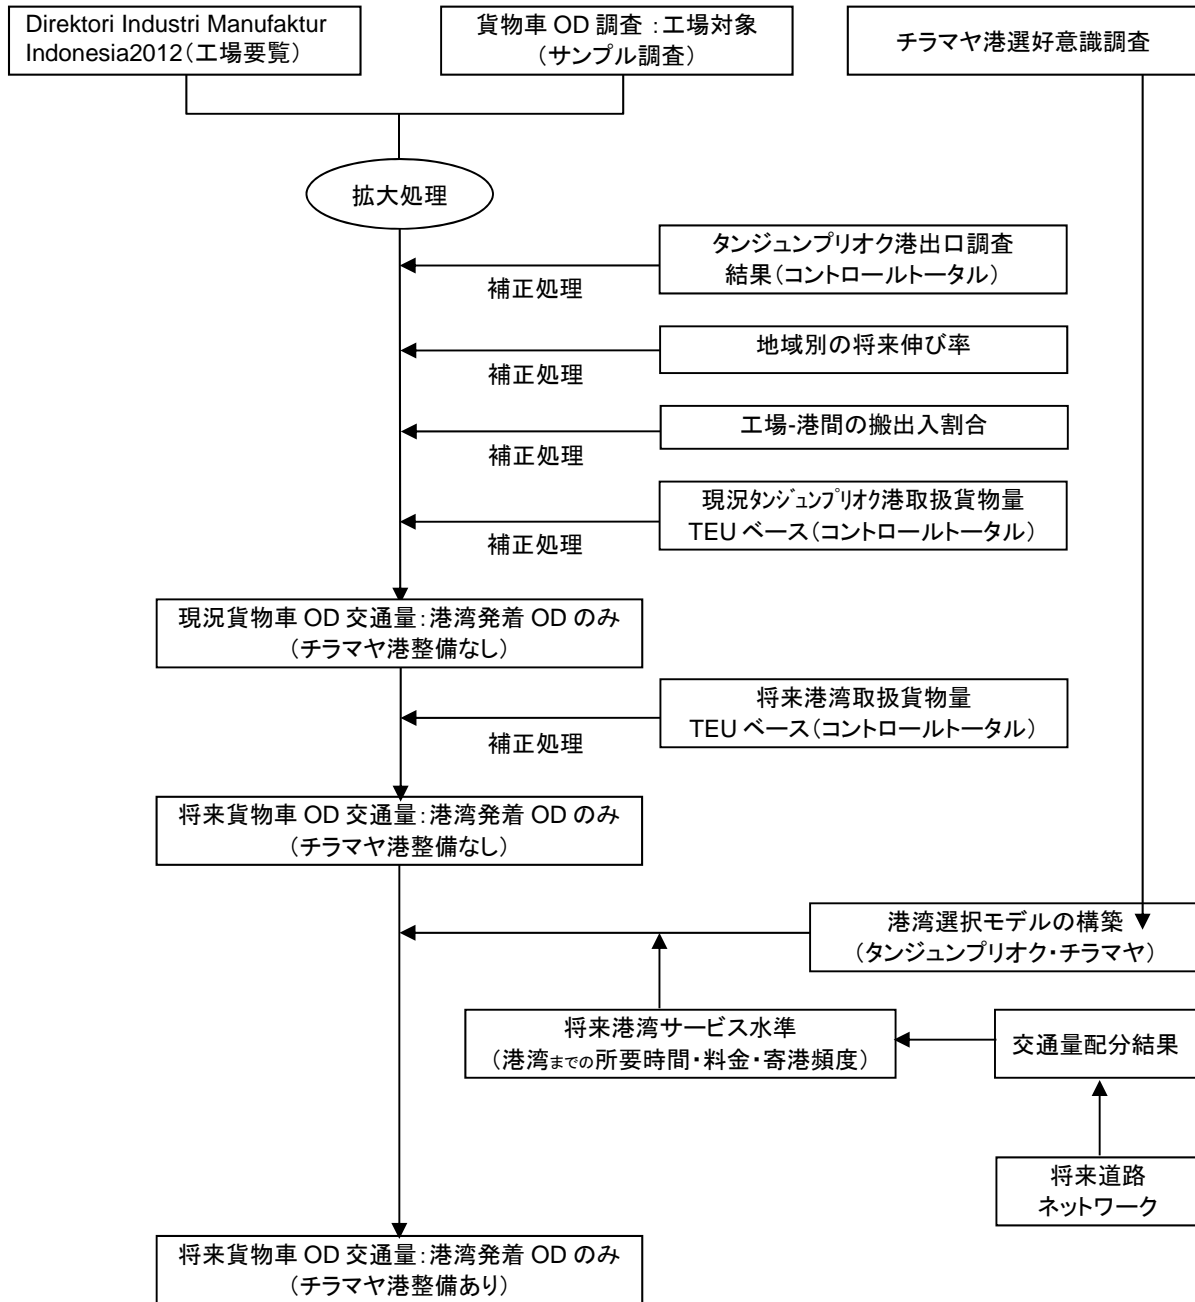 Direktori Industri Manufaktur
Indonesia2012（工場要覧）
貨物車 OD 調査：工場対象
（サンプル調査）
チラマヤ港選好意識調査
拡大処理
タンジュンプリオク港出口調査
結果（コントロールトータル）
補正処理
地域別の将来伸び率
補正処理
工場-港間の搬出入割合
補正処理
現況ﾀﾝｼﾞｭﾝﾌﾟﾘｵｸ港取扱貨物量
TEU ベース（コントロールトータル）
補正処理
現況貨物車 OD 交通量：港湾発着 OD のみ
（チラマヤ港整備なし）
将来港湾取扱貨物量
TEU ベース（コントロールトータル）
補正処理
将来貨物車 OD 交通量：港湾発着 OD のみ
（チラマヤ港整備なし）
港湾選択モデルの構築
（タンジュンプリオク・チラマヤ）
将来港湾サービス水準
（港湾までの所要時間・料金・寄港頻度）
交通量配分結果
将来道路
ネットワーク
将来貨物車 OD 交通量：港湾発着 OD のみ
（チラマヤ港整備あり）